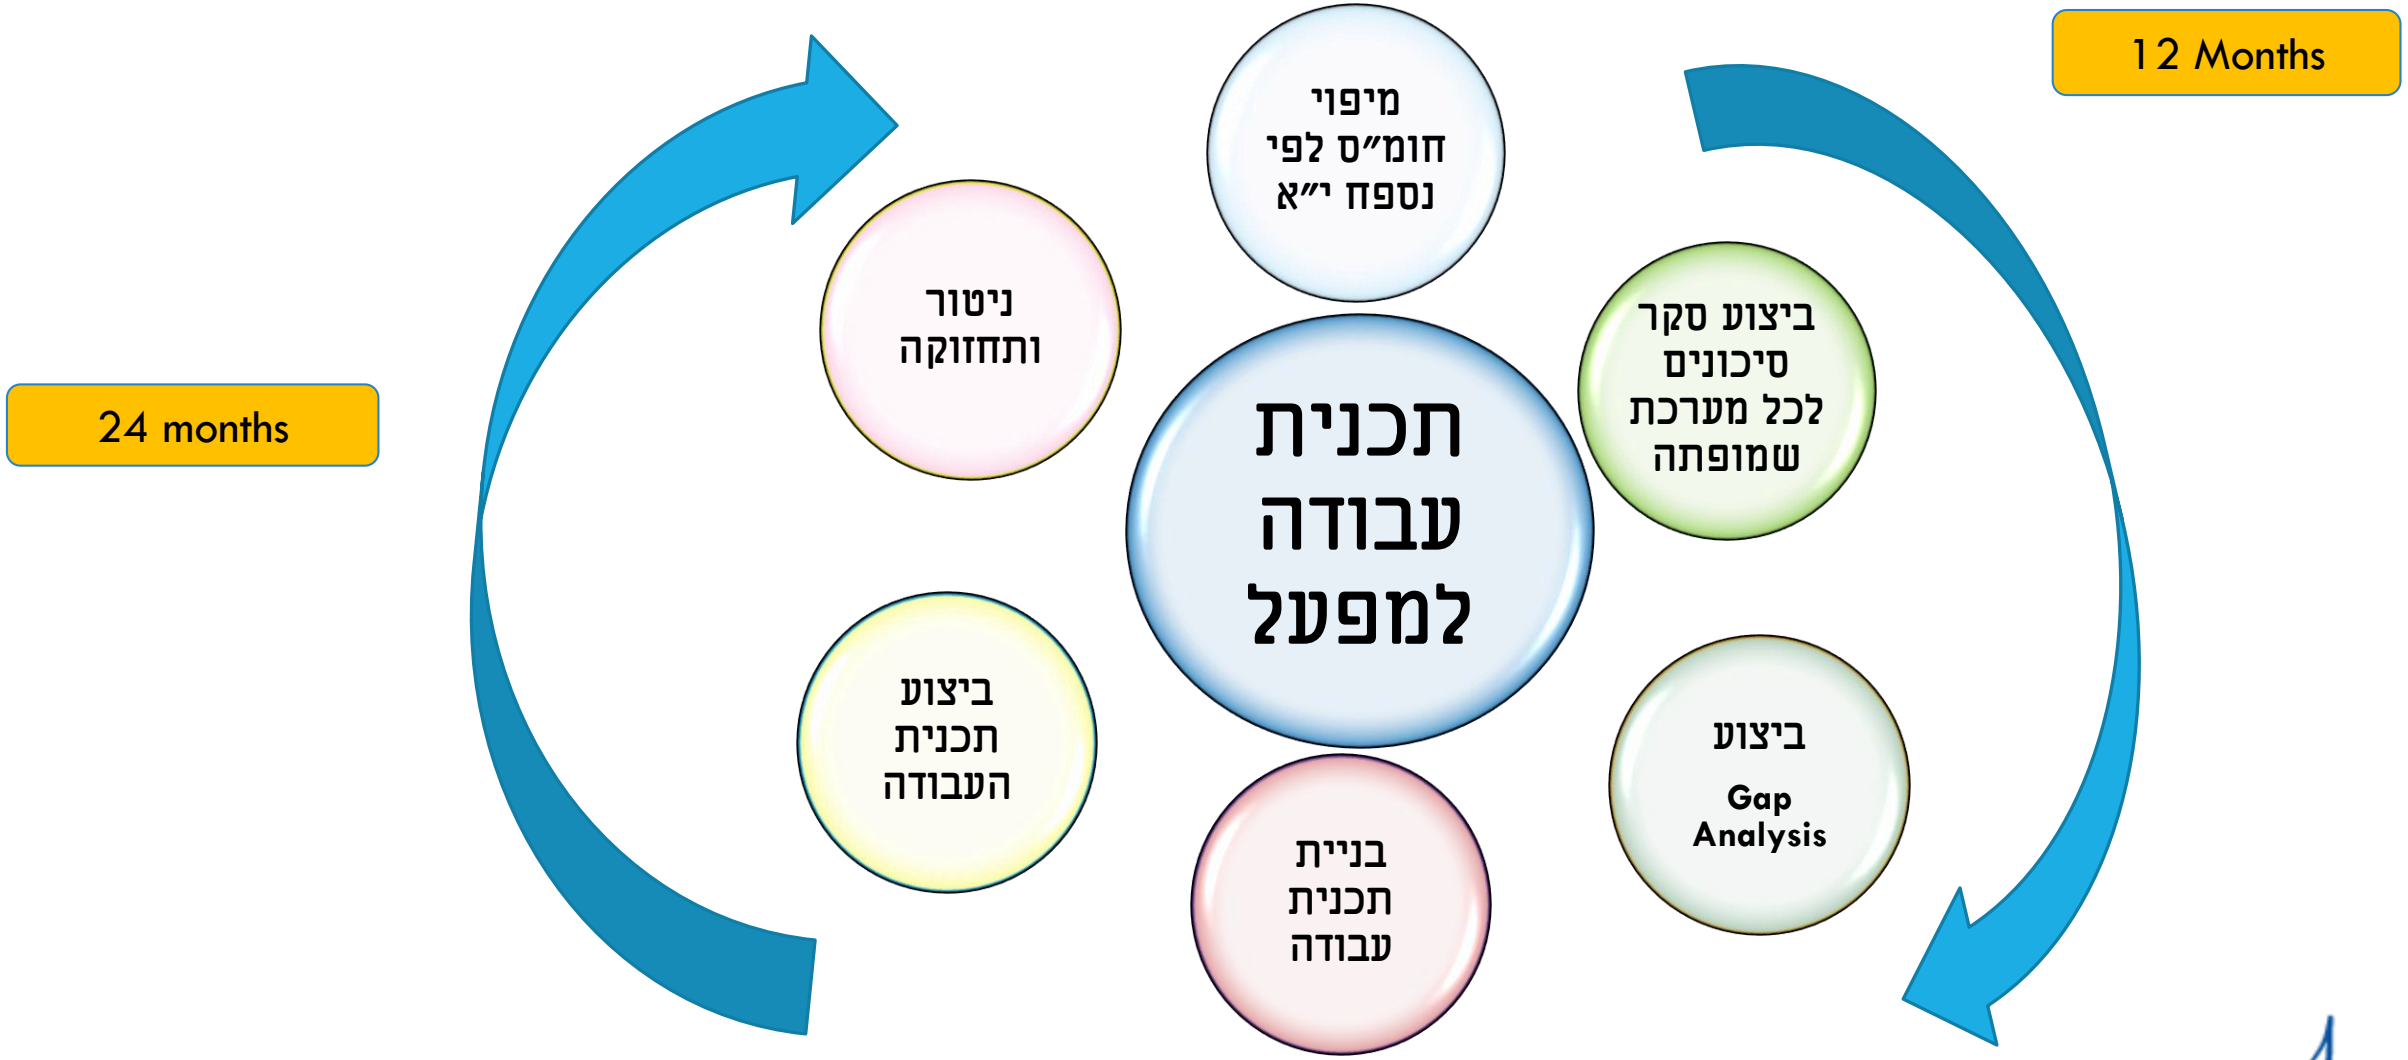 12 Months
24 months
מיפוי
חומ״ס לפי
נספח י״א
ביצוע סקר
סיכונים
לכל מערכת
שמופתה
ביצוע
Gap
Analysis
בניית
תכנית
עבודה
ביצוע
תכנית
העבודה
ניטור
ותחזוקה
תכנית
עבודה
למפעל